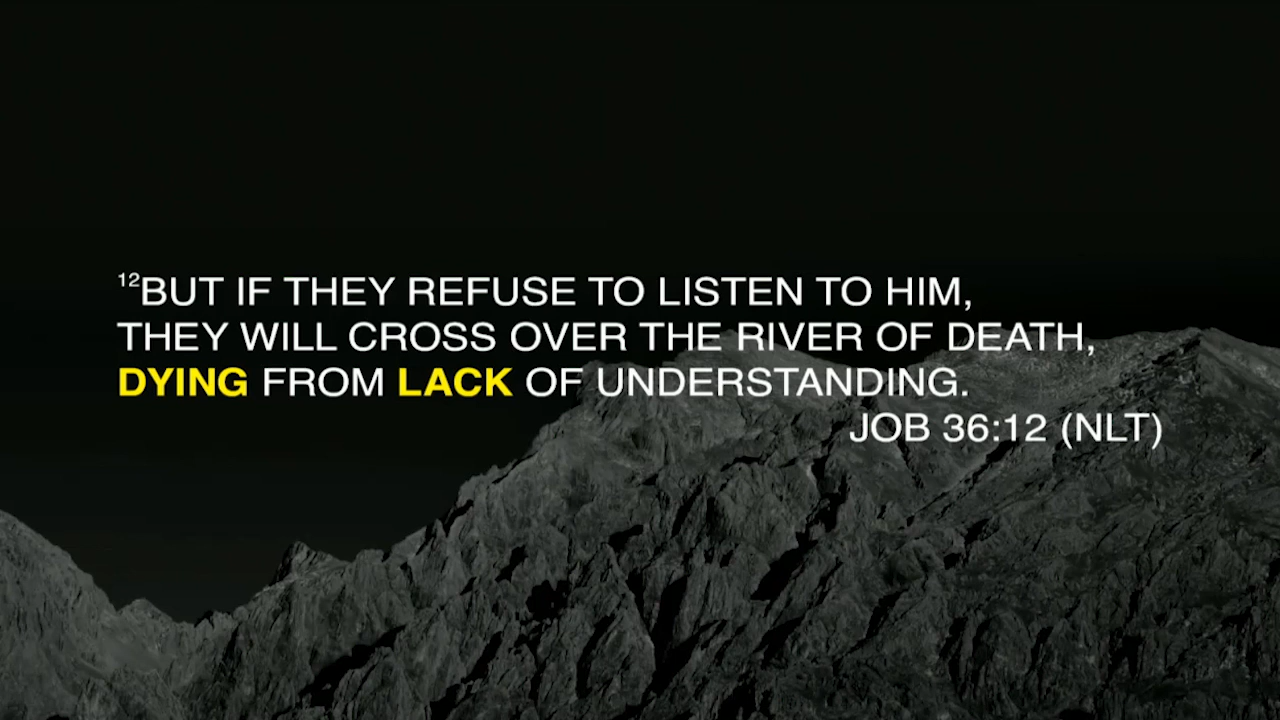 12BUT IF THEY REFUSE TO LISTEN TO HIM,
THEY WILL CROSS OVER THE RIVER OF DEATH,
DYING FROM LACK OF UNDERSTANDING.
JOB 36:12 (NLT)